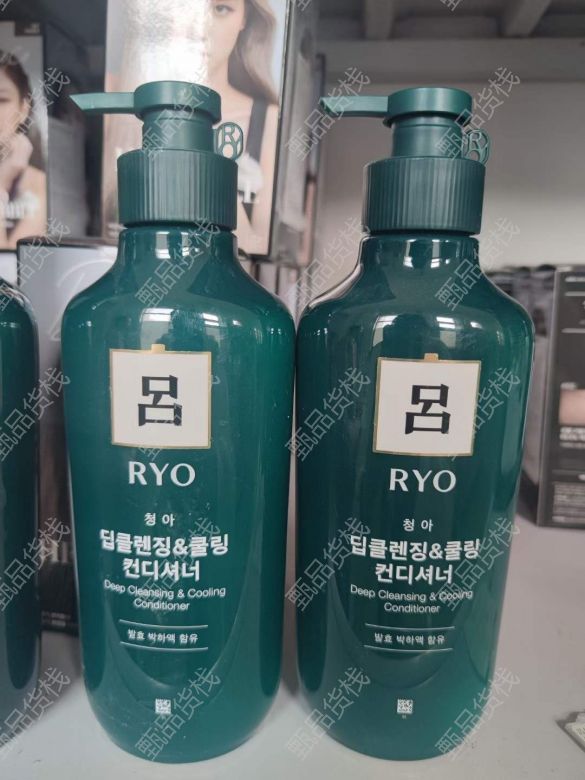 呂
RYO
청아
딥클렌징&쿨링
컨디셔너
Deep Cleansing & Cooling
Conditioner
발효 박하액 함유
呂
RYO
청아
딥클렌징&쿨링
컨디셔너
Deep Cleansing & Cooling
Conditioner
발효 박하액 함유
甄品货栈